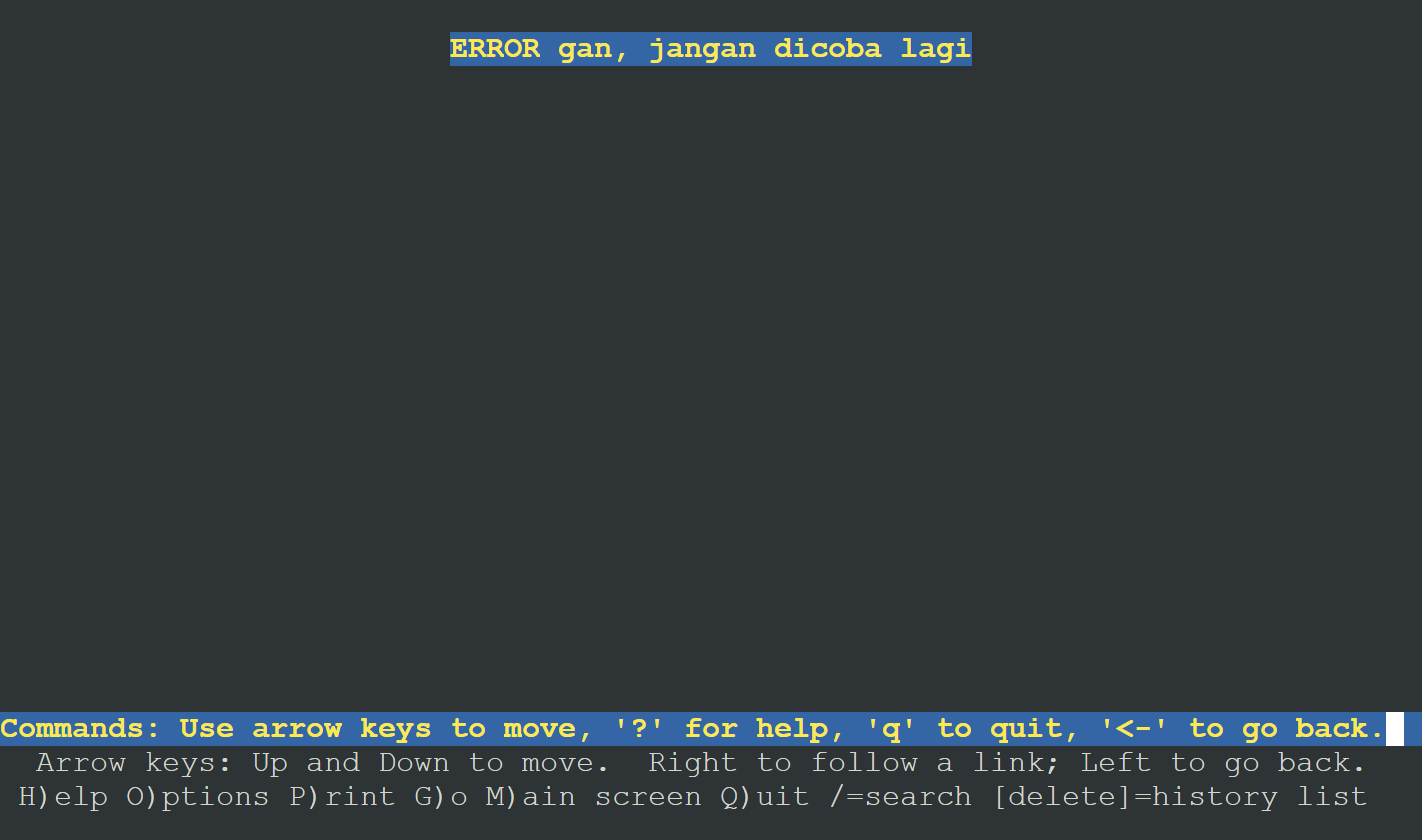 ERROR gan, jangan dicoba lagi
Commands: Use arrow keys to move, '?' for help, 'q' to quit, '<-' to go back.
Arrow keys: Up and Down to move.  Right to follow a link; Left to go back.
H)elp O)ptions P)rint G)o M)ain screen Q)uit /=search [delete]=history list